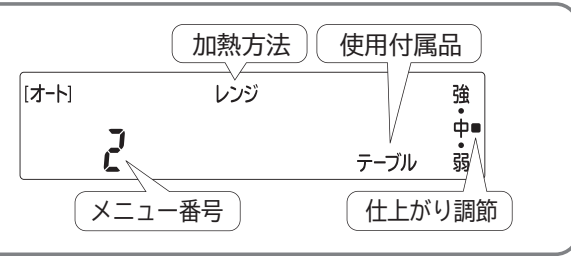 加熱方法
使用付属品
[オート]
レンジ
強
・
中■
・
弱
2
テーブル
メニュー番号
仕上がり調節